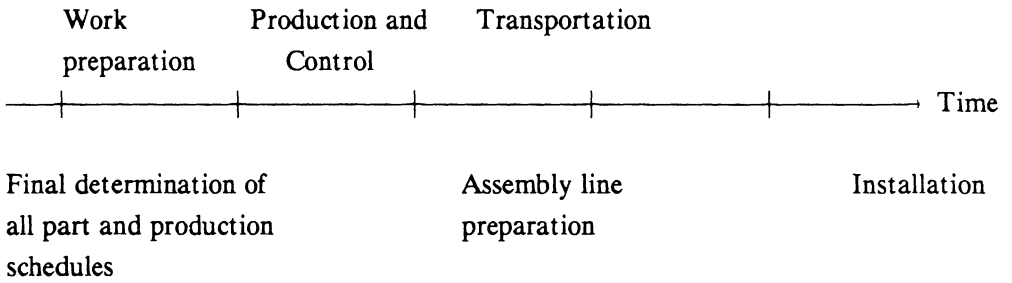 Work
preparation
Production and
Control
Transportation
Time
Final determination of
all part and production
schedules
Assembly line
preparation
Installation